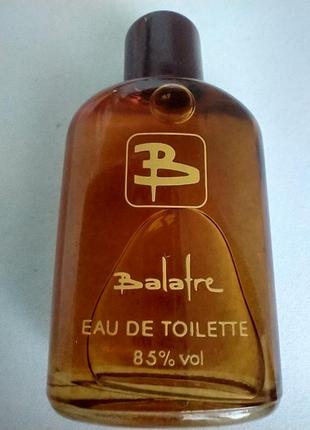 B
Balafre
EAU DE TOILETTE
85% vol